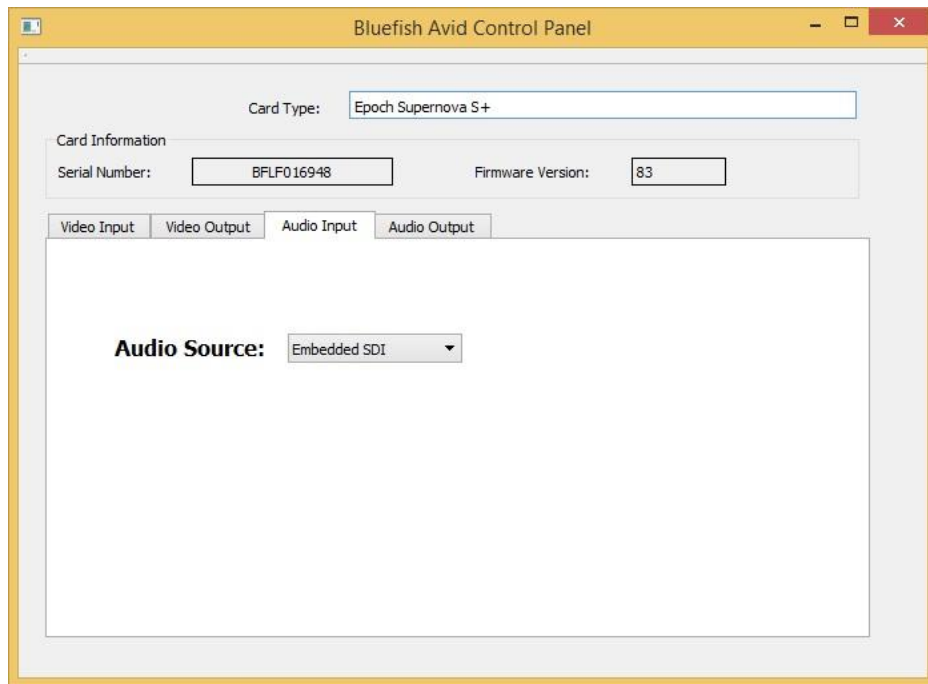 Bluefish Avid Control Panel
Card Type: Epoch Supernova S+
Card Information
Serial Number: BFLF016948 Firmware Version: 83
Video Input Video Output Audio Input Audio Output
Audio Source: Embedded SDI